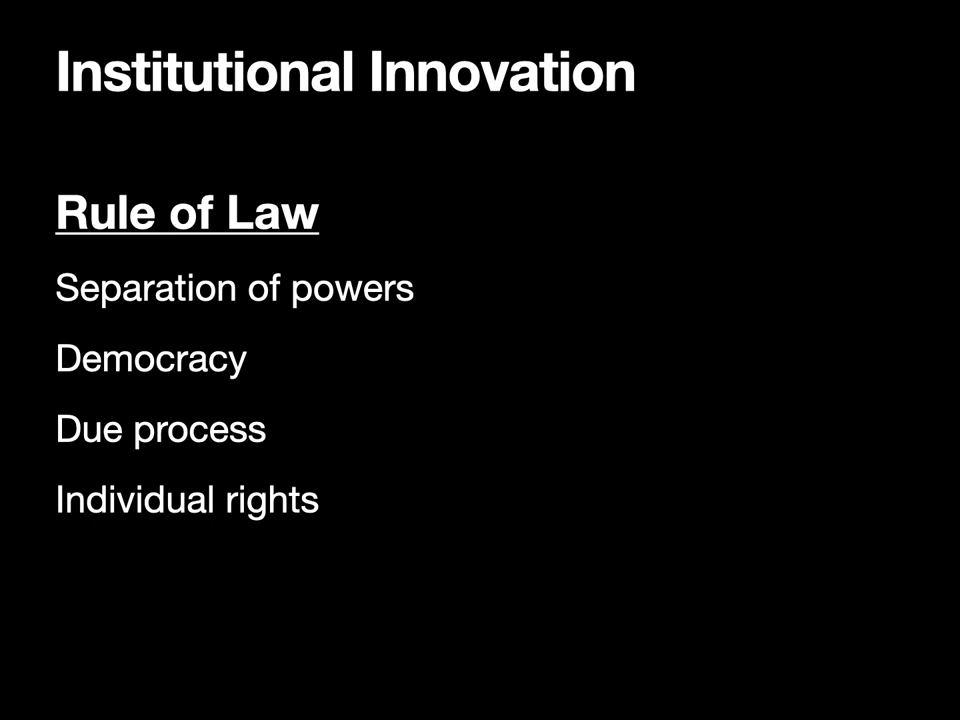 Institutional Innovation
Rule of Law
Separation of powers
Democracy
Due process
Individual rights